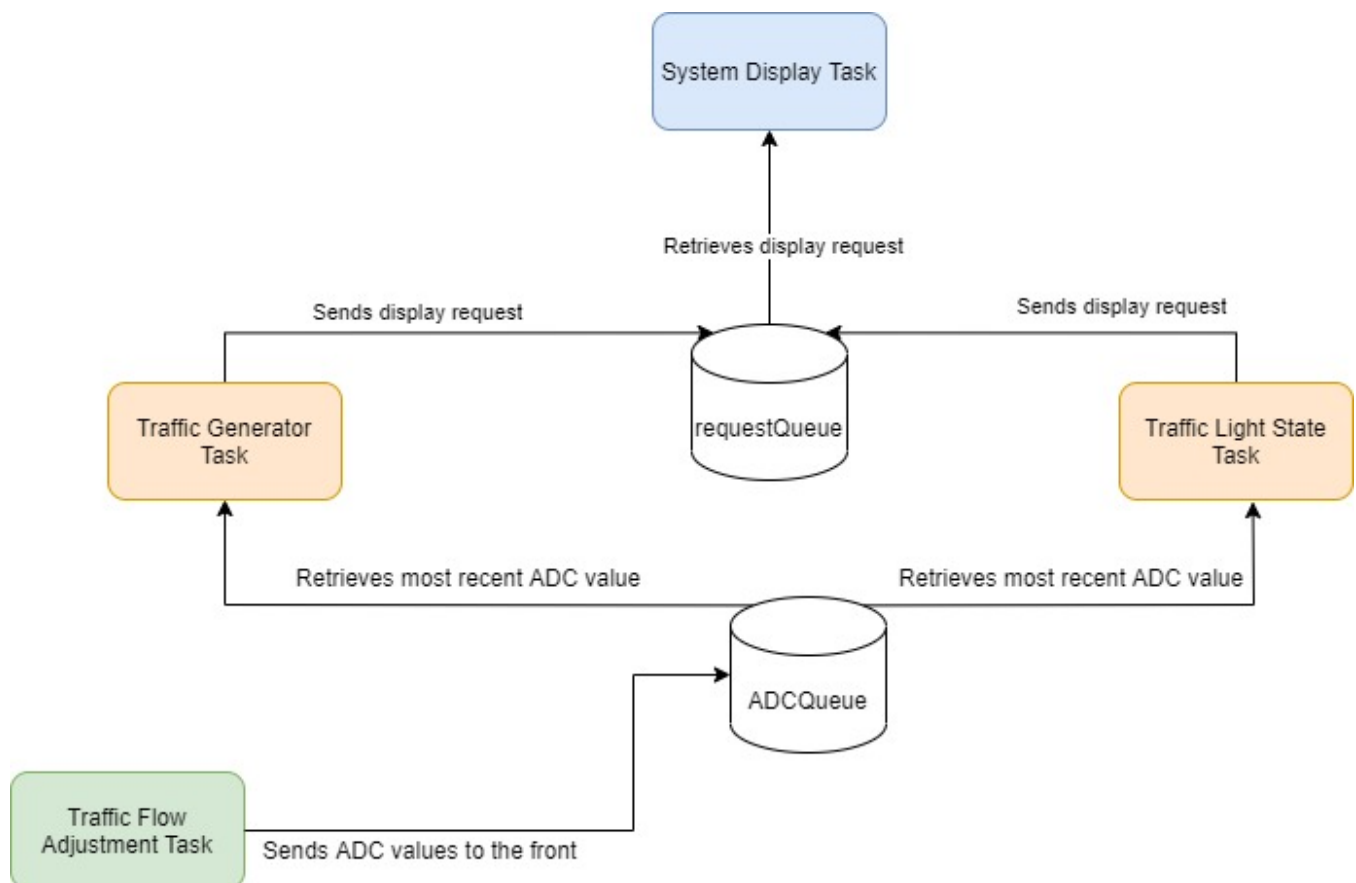 System Display Task
Retrieves display request
Sends display request
Sends display request
Traffic Generator
Task
requestQueue
Traffic Light State
Task
Retrieves most recent ADC value
Retrieves most recent ADC value
ADCQueue
Traffic Flow
Adjustment Task
Sends ADC values to the front